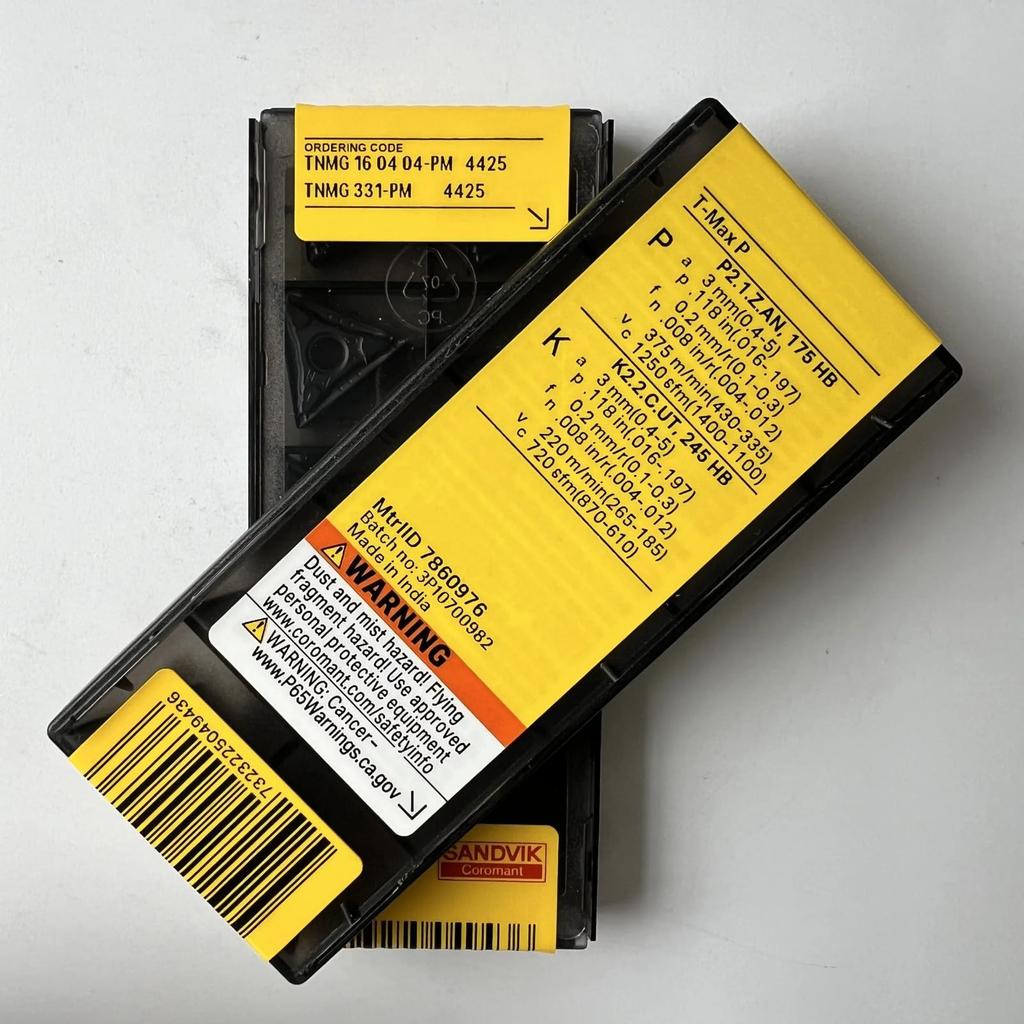 ORDERING CODE
TNMG 16 04 04-PM 4425
TNMG 331-PM 4425
PC
T-Max P
P P2.1.Z.AN, 175 HB
ap 3 mm(0.4-5)
.118 in(.016-.197)
fn 0.2 mm/r(0.1-0.3)
.008 in/r(.004-.012)
vc 375 m/min(430-335)
1250 sfm(1400-1100)
K K2.2.C.UT 245 HB
ap 3 mm(0.4-5)
.118 in(.016-.197)
fn 0.2 mm/r(0.1-0.3)
.008 in/r(.004-.012)
vc 220 m/min(265-185)
720 sfm(870-610)
MtrlID 7860976
Batch no: 3P10700982
Made in India
WARNING
Dust and mist hazard! Flying
fragment hazard! Use approved
personal protective equipment
www.coromant.com/safetyinfo
WARNING: Cancer–
www.P65Warnings.ca.gov
7323225049436
SANDVIK
Coromant